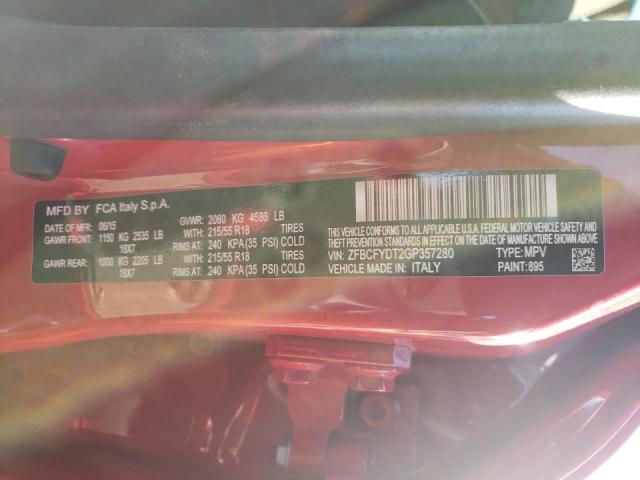 MFD BY FCA Italy S.p.A.
DATE OF MFR: 06/15 GVWR: 2080 KG 4586 LB
GAWR FRONT: 1150 KG 2535 LB WITH: 215/55 R18 TIRES
18X7 RIMS AT: 240 KPA(35 PSI) COLD
GAWR REAR: 1000 KG 2205 LB WITH: 215/55 R18 TIRES
18X7 RIMS AT: 240 KPA(35 PSI) COLD
THIS VEHICLE CONFORMS TO ALL APPLICABLE U.S.A. FEDERAL MOTOR VEHICLE SAFETY,
BUMPER, AND THEFT PREVENTION STANDARDS IN EFFECT ON THE DATE OF MANUFACTURE SHOWN ABOVE.
VIN: ZFBCFYDT2GP357280 TYPE: MPV
MADE IN: ITALY PAINT: 895